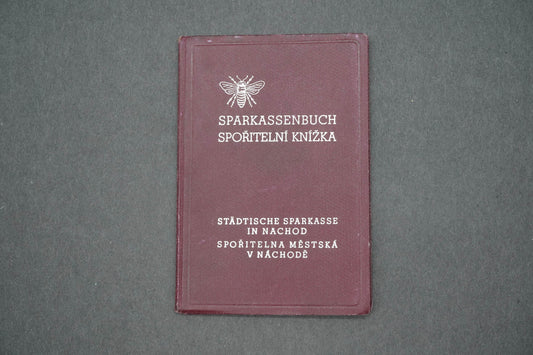 SPARKASSENBUCH
SPOŘITELNÍ KNÍŽKA
STÄDTISCHE SPARKASSE
IN NACHOD
SPOŘITELNA MĚSTSKÁ
V NÁCHODĚ